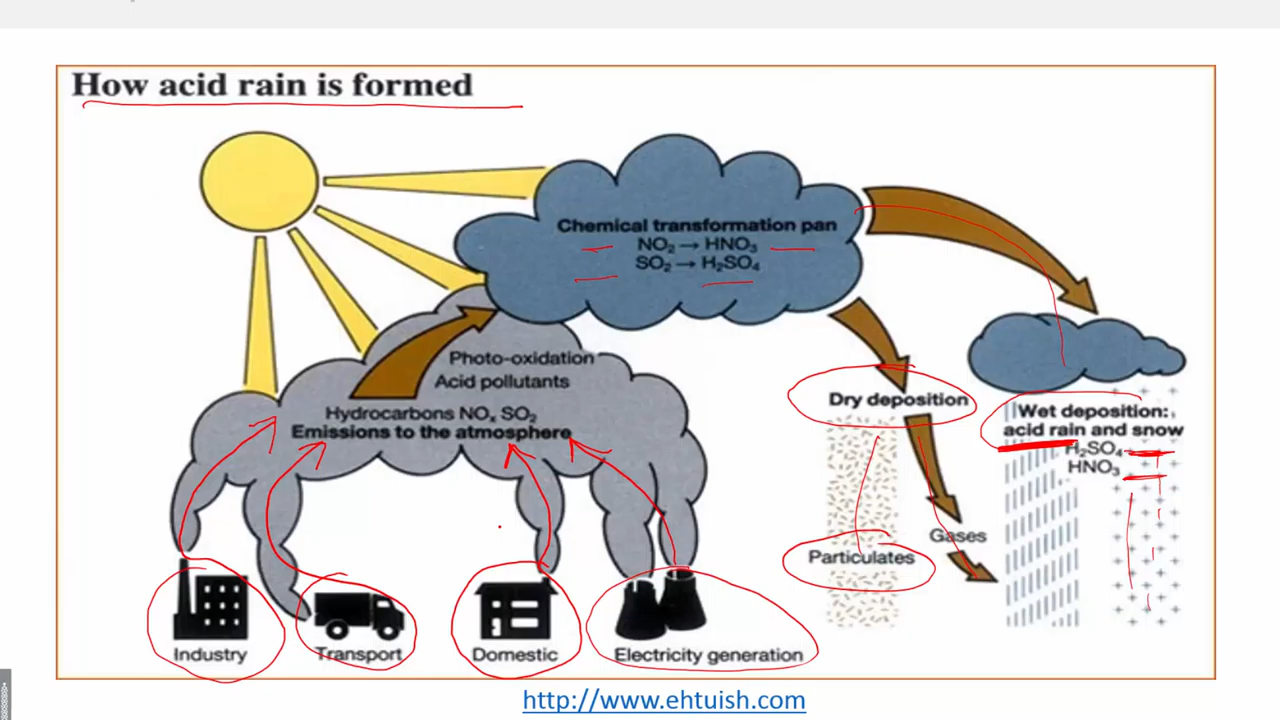 How acid rain is formed
Chemical transformation pan
NO₂ → HNO₃
SO₂ → H₂SO₄
Photo-oxidation
Acid pollutants
Hydrocarbons NOₓ SO₂
Emissions to the atmosphere
Dry deposition
Wet deposition:
acid rain and snow
H₂SO₄
HNO₃
Gases
Particulates
Industry
Transport
Domestic
Electricity generation
http://www.ehtuish.com